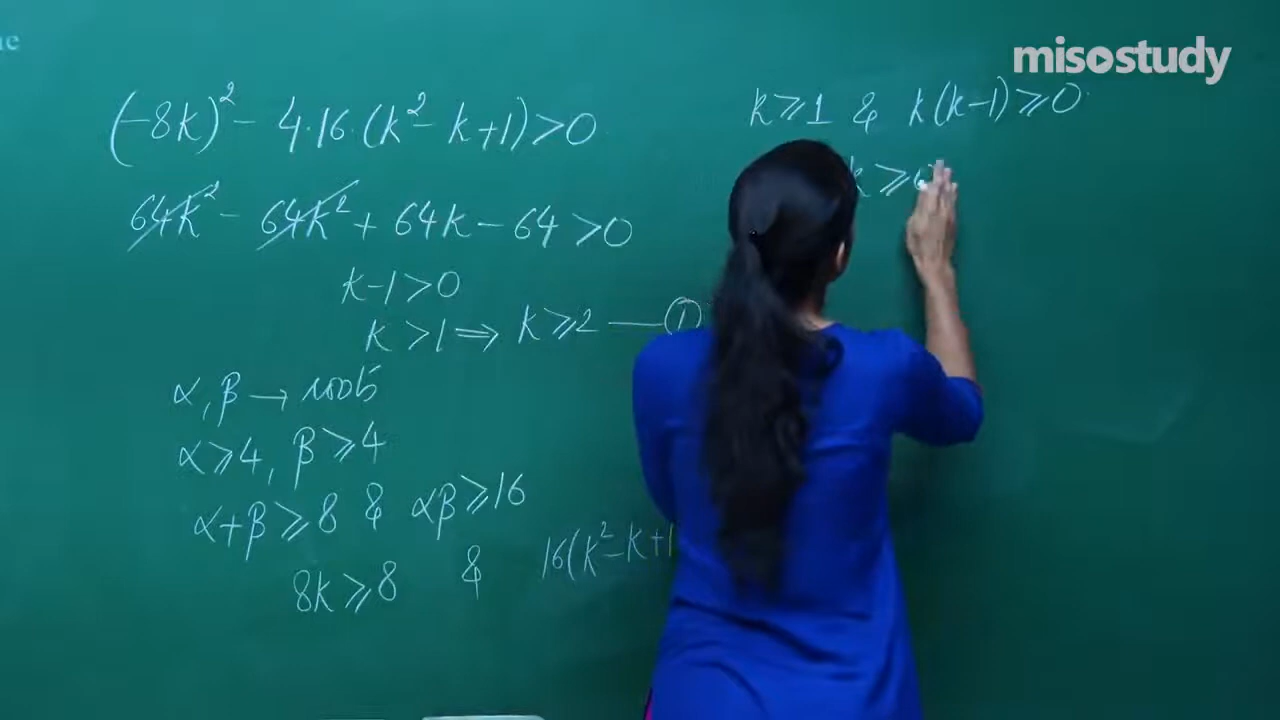 ne
misostudy
(-8k)² - 4·16·(k² - k+1)>0
64k² - 64k² + 64k - 64 >0
k-1>0
k >1 ⟹ k ≥2 — ①
α, β → roots
α ≥4, β ≥4
α+β ≥8 & αβ ≥16
8k ≥8 & 16(k²-k+1
k ≥1 & k(k-1) ≥0
k ≥